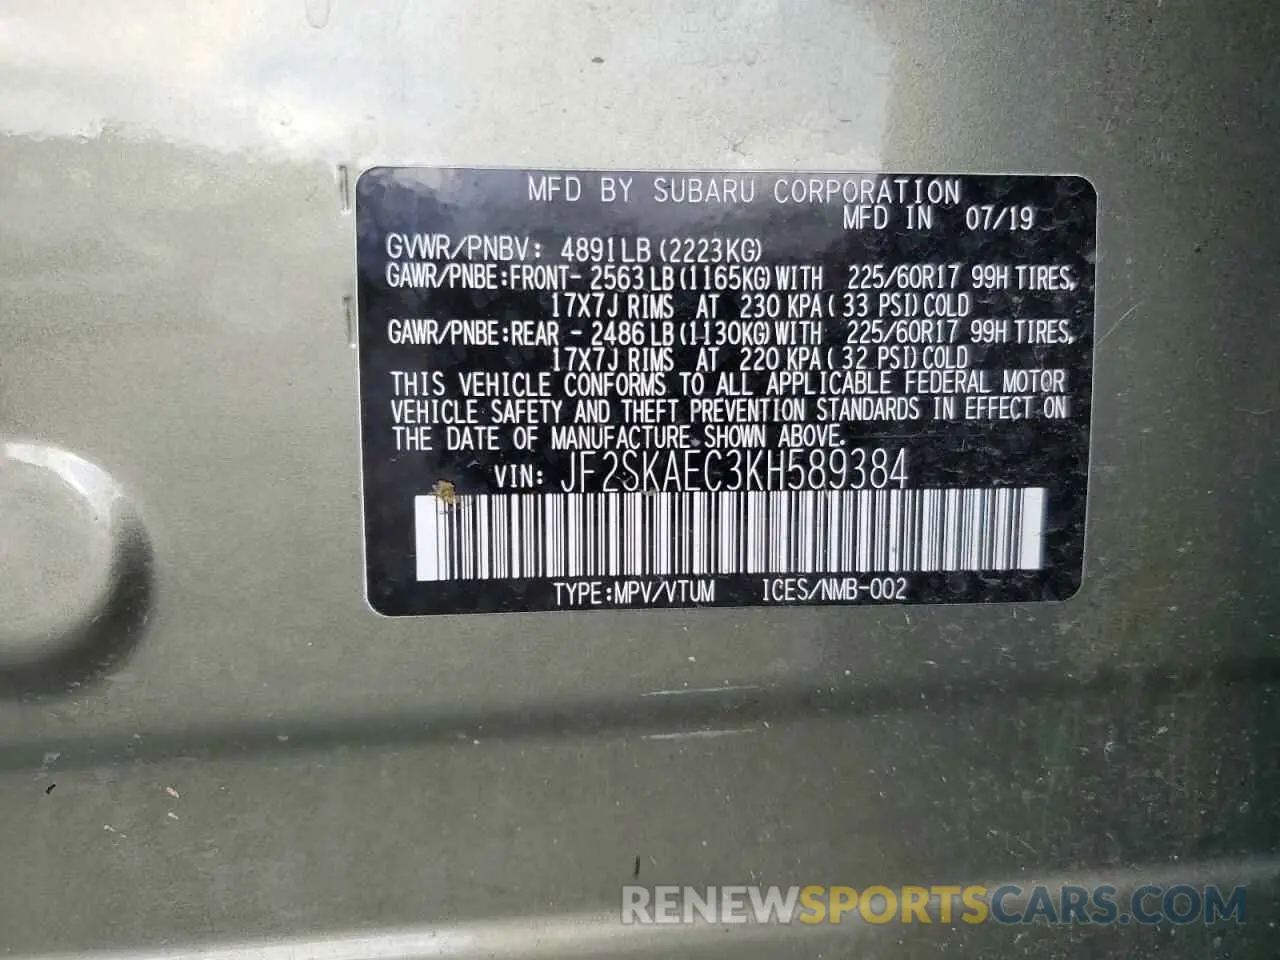 MFD BY SUBARU CORPORATION
MFD IN 07/19
GVWR/PNBV: 4891LB (2223KG)
GAWR/PNBE:FRONT- 2563LB (1165KG) WITH 225/60R17 99H TIRES,
17X7J RIMS AT 230 KPA (33 PSI) COLD
GAWR/PNBE:REAR - 2486LB (1130KG) WITH 225/60R17 99H TIRES,
17X7J RIMS AT 220 KPA (32 PSI) COLD
THIS VEHICLE CONFORMS TO ALL APPLICABLE FEDERAL MOTOR
VEHICLE SAFETY AND THEFT PREVENTION STANDARDS IN EFFECT ON
THE DATE OF MANUFACTURE SHOWN ABOVE.
VIN: JF2SKAEC3KH589384
TYPE:MPV/VTUM ICES/NMB-002
RENEWSPORTSCARS.COM